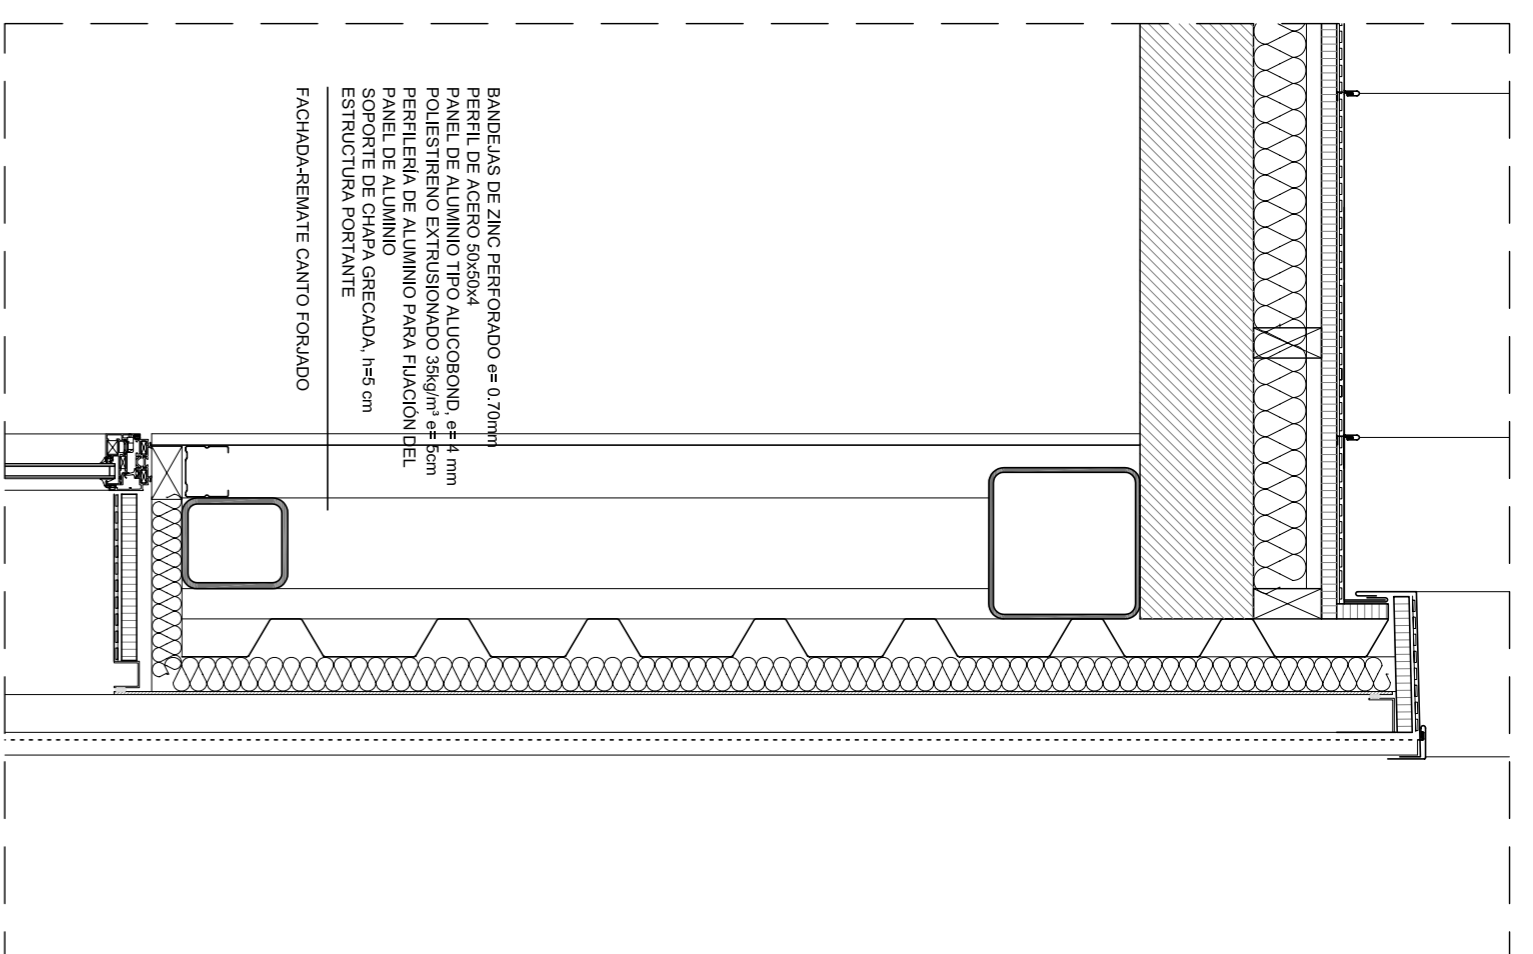 BANDEJAS DE ZINC PERFORADO e= 0.70mm
PERFIL DE ACERO 50x50x4
PANEL DE ALUMINIO TIPO ALUCOBOND, e= 4 mm
POLIESTIRENO EXTRUSIONADO 35kg/m³ e= 5cm
PERFILERÍA DE ALUMINIO PARA FIJACIÓN DEL
PANEL DE ALUMINIO
SOPORTE DE CHAPA GRECADA, h=5 cm
ESTRUCTURA PORTANTE
FACHADA-REMATE CANTO FORJADO